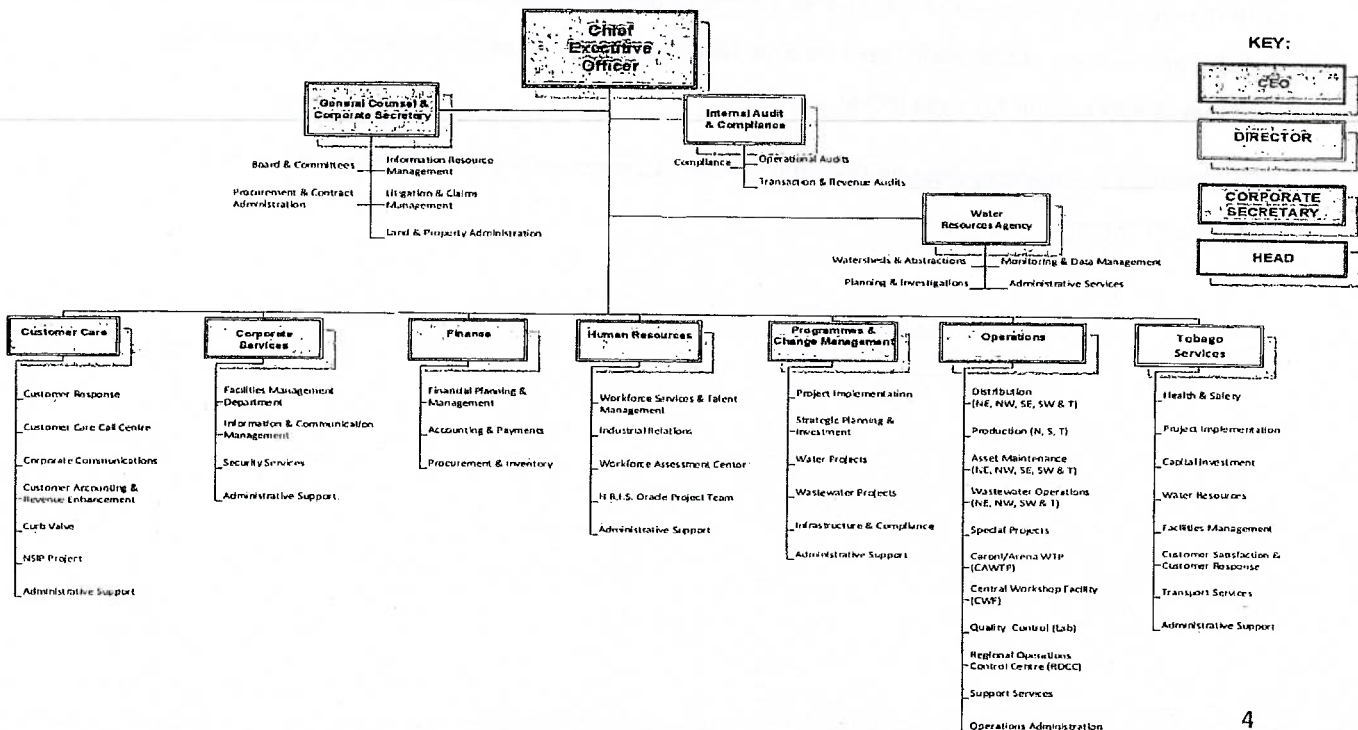 Chief
Executive
Officer
KEY:
CEO
DIRECTOR
CORPORATE
SECRETARY
HEAD
General Counsel &
Corporate Secretary
Board & Committees
Information Resource
Management
Procurement & Contract
Administration
Litigation & Claims
Management
Land & Property Administration
Internal Audit
& Compliance
Compliance
Operational Audits
Transaction & Revenue Audits
Water
Resources Agency
Watersheds & Abstractions
Monitoring & Data Management
Planning & Investigations
Administrative Services
Customer Care
Customer Response
Customer Care Call Centre
Corporate Communications
Customer Accounting &
Revenue Enhancement
Curb Valve
NSIP Project
Administrative Support
Corporate
Services
Facilities Management
Department
Information & Communication
Management
Security Services
Administrative Support
Finance
Financial Planning &
Management
Accounting & Payments
Procurement & Inventory
Human Resources
Workforce Services & Talent
Management
Industrial Relations
Workforce Assessment Center
H.R.I.S. Oracle Project Team
Administrative Support
Programmes &
Change Management
Project Implementation
Strategic Planning &
Investment
Water Projects
Wastewater Projects
Infrastructure & Compliance
Administrative Support
Operations
Distribution
(NE, NW, SE, SW & T)
Production (N, S, T)
Asset Maintenance
(NE, NW, SE, SW & T)
Wastewater Operations
(NE, NW, SW & T)
Special Projects
Caroni/Arena WTP
(CAWTP)
Central Workshop Facility
(CWF)
Quality Control (Lab)
Regional Operations
Control Centre (ROCC)
Support Services
Operations Administration
Tobago
Services
Health & Safety
Project Implementation
Capital Investment
Water Resources
Facilities Management
Customer Satisfaction &
Customer Response
Transport Services
Administrative Support
4